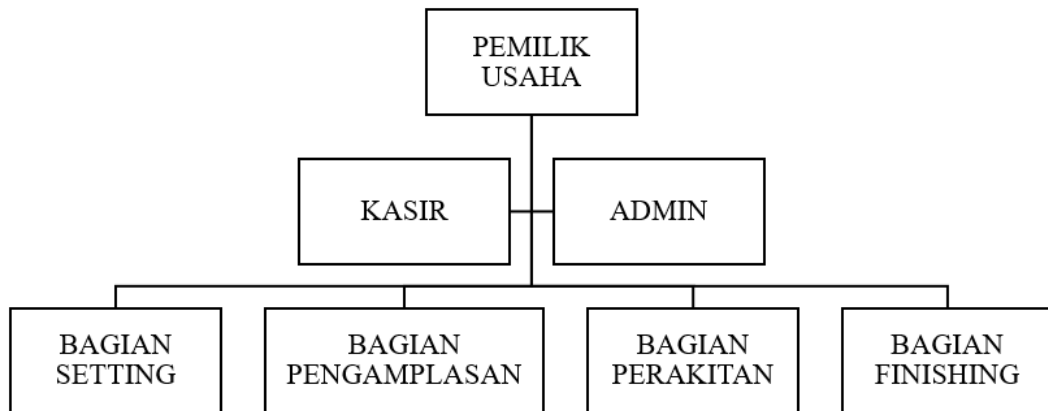 PEMILIK
USAHA
KASIR
ADMIN
BAGIAN
SETTING
BAGIAN
PENGAMPLASAN
BAGIAN
PERAKITAN
BAGIAN
FINISHING